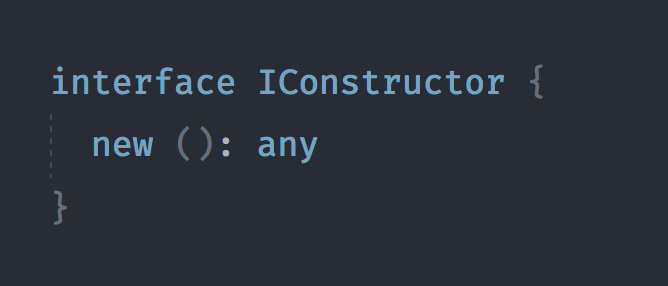 interface IConstructor {
new (): any
}